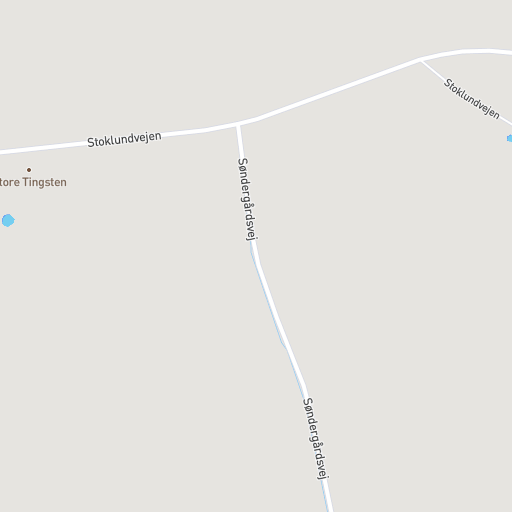 Stoklundvejen
Stoklundvejen
tore Tingsten
Søndergårdsvej
Søndergårdsvej